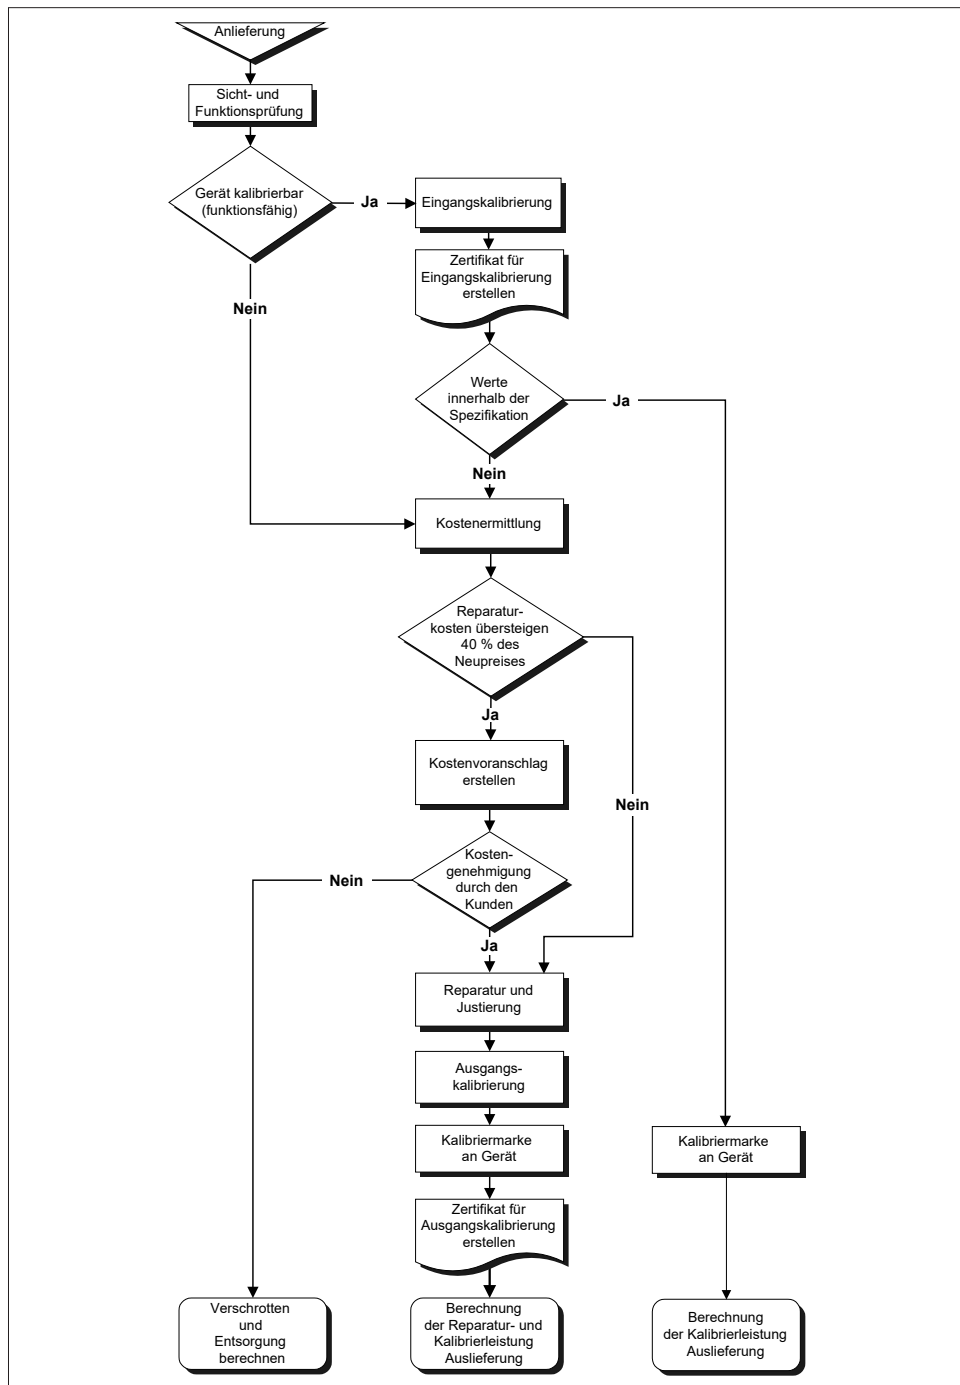 Anlieferung
Sicht- und
Funktionsprüfung
Gerät kalibrierbar
(funktionsfähig)
Ja
Eingangskalibrierung
Zertifikat für
Eingangskalibrierung
erstellen
Nein
Werte
innerhalb der
Spezifikation
Ja
Nein
Kostenermittlung
Reparatur-
kosten übersteigen
40 % des
Neupreises
Ja
Kostenvoranschlag
erstellen
Nein
Kosten-
genehmigung
durch den
Kunden
Nein
Ja
Reparatur und
Justierung
Ausgangs-
kalibrierung
Kalibriermarke
an Gerät
Kalibriermarke
an Gerät
Zertifikat für
Ausgangskalibrierung
erstellen
Verschrotten
und
Entsorgung
berechnen
Berechnung
der Reparatur- und
Kalibrierleistung
Auslieferung
Berechnung
der Kalibrierleistung
Auslieferung